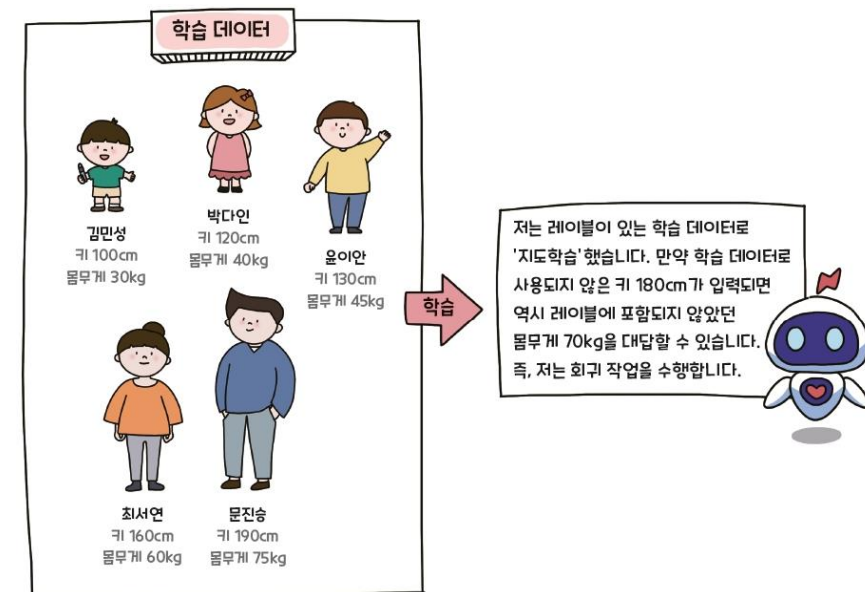 학습 데이터
김민성
키 100cm
몸무게 30kg
박다인
키 120cm
몸무게 40kg
윤이안
키 130cm
몸무게 45kg
최서연
키 160cm
몸무게 60kg
문진승
키 190cm
몸무게 75kg
학습
저는 레이블이 있는 학습 데이터로
'지도학습'했습니다. 만약 학습 데이터로
사용되지 않은 키 180cm가 입력되면
역시 레이블에 포함되지 않았던
몸무게 70kg을 대답할 수 있습니다.
즉, 저는 회귀 작업을 수행합니다.